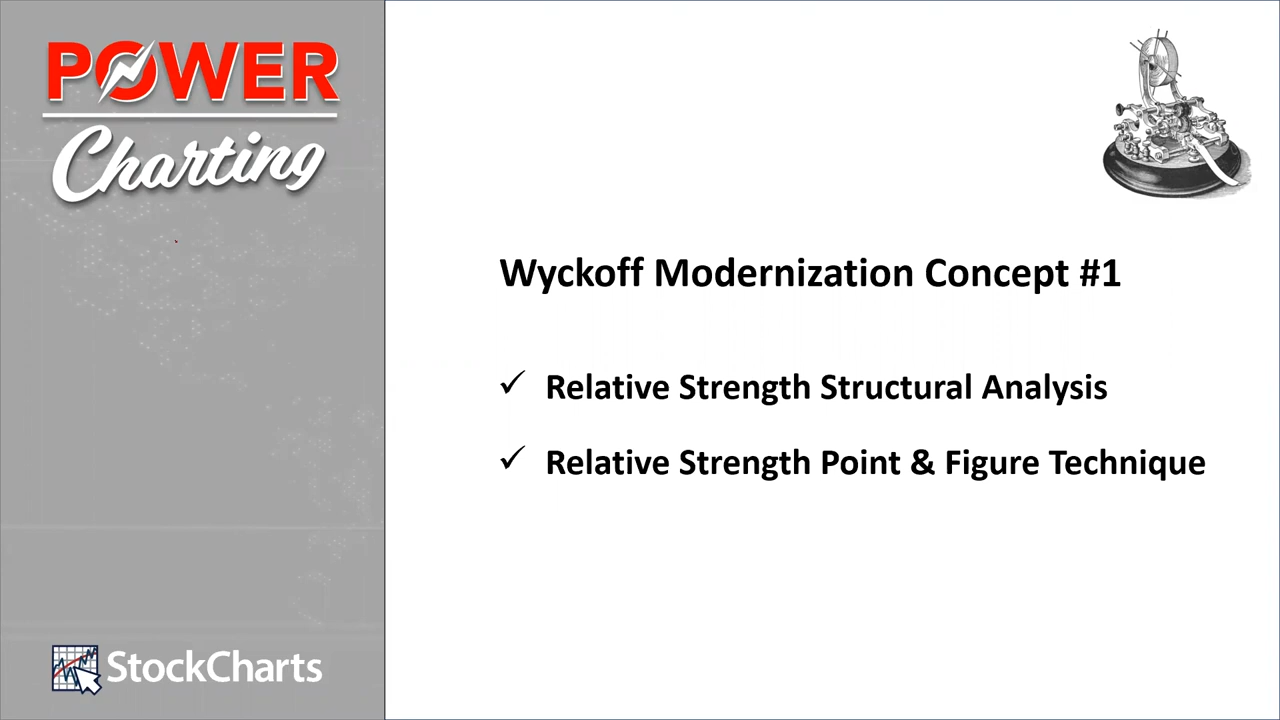 POWER
Charting
Wyckoff Modernization Concept #1
✓ Relative Strength Structural Analysis
✓ Relative Strength Point & Figure Technique
StockCharts